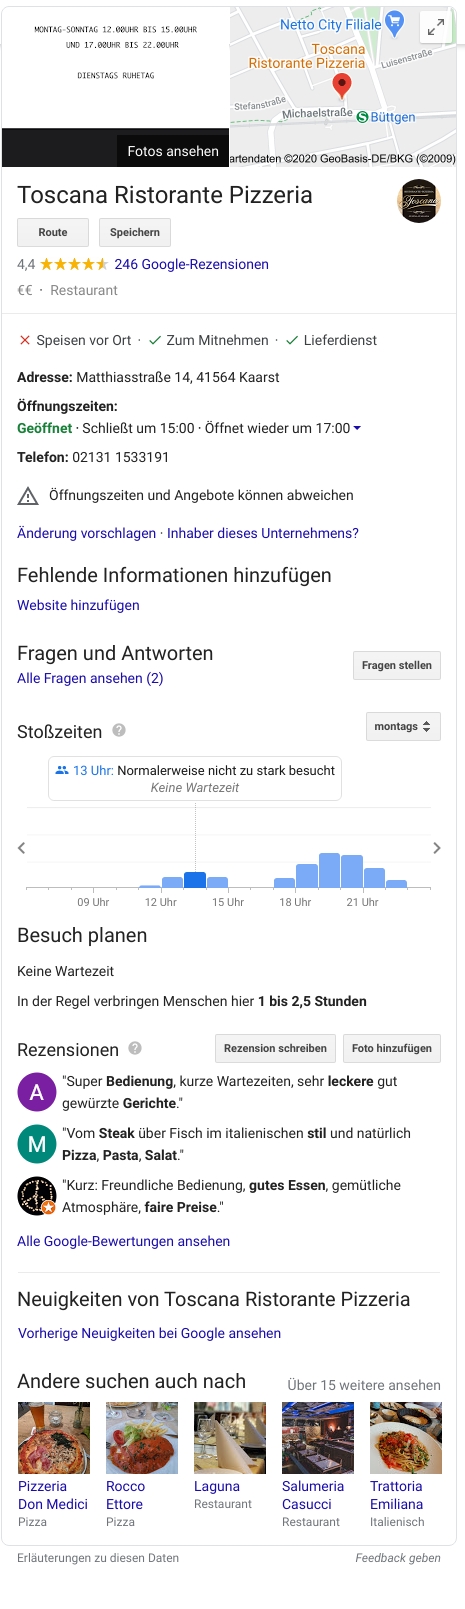 MONTAG-SONNTAG 12.00UHR BIS 15.00UHR
UND 17.00UHR BIS 22.00UHR
DIENSTAGS RUHETAG
Fotos ansehen
Netto City Filiale
Toscana
Ristorante Pizzeria
Luisenstraße
Stefanstraße
Michaelstraße
S Büttgen
artendaten ©2020 GeoBasis-DE/BKG (©2009)
Toscana Ristorante Pizzeria
Toscana
Route
Speichern
4,4 246 Google-Rezensionen
€€ · Restaurant
Speisen vor Ort · Zum Mitnehmen · Lieferdienst
Adresse: Matthiasstraße 14, 41564 Kaarst
Öffnungszeiten:
Geöffnet · Schließt um 15:00 · Öffnet wieder um 17:00
Telefon: 02131 1533191
Öffnungszeiten und Angebote können abweichen
Änderung vorschlagen · Inhaber dieses Unternehmens?
Fehlende Informationen hinzufügen
Website hinzufügen
Fragen und Antworten
Fragen stellen
Alle Fragen ansehen (2)
Stoßzeiten ?
montags
13 Uhr: Normalerweise nicht zu stark besucht
Keine Wartezeit
09 Uhr 12 Uhr 15 Uhr 18 Uhr 21 Uhr
Besuch planen
Keine Wartezeit
In der Regel verbringen Menschen hier 1 bis 2,5 Stunden
Rezensionen ?
Rezension schreiben
Foto hinzufügen
A
"Super Bedienung, kurze Wartezeiten, sehr leckere gut
gewürzte Gerichte."
M
"Vom Steak über Fisch im italienischen stil und natürlich
Pizza, Pasta, Salat."
"Kurz: Freundliche Bedienung, gutes Essen, gemütliche
Atmosphäre, faire Preise."
Alle Google-Bewertungen ansehen
Neuigkeiten von Toscana Ristorante Pizzeria
Vorherige Neuigkeiten bei Google ansehen
Andere suchen auch nach
Über 15 weitere ansehen
Pizzeria
Don Medici
Pizza
Rocco
Ettore
Pizza
Laguna
Restaurant
Salumeria
Casucci
Restaurant
Trattoria
Emiliana
Italienisch
Erläuterungen zu diesen Daten
Feedback geben